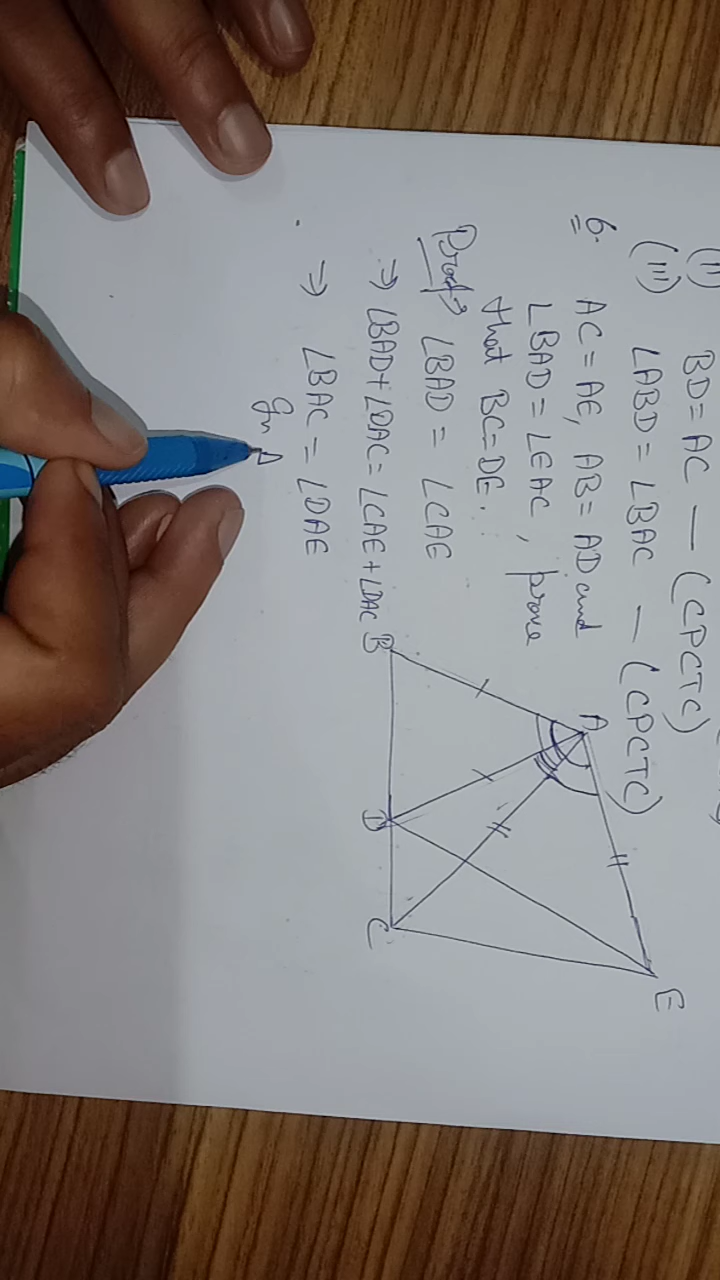 (II) BD = AC — (CPCTC)
(III) ∠ABD = ∠BAC — (CPCTC)
6. AC = AE, AB = AD and
∠BAD = ∠EAC, prove
that BC = DE.
Proof → ∠BAD = ∠CAE
⇒ ∠BAD + ∠DAC = ∠CAE + ∠DAC
⇒ ∠BAC = ∠DAE
In Δ
A
B
D
C
E